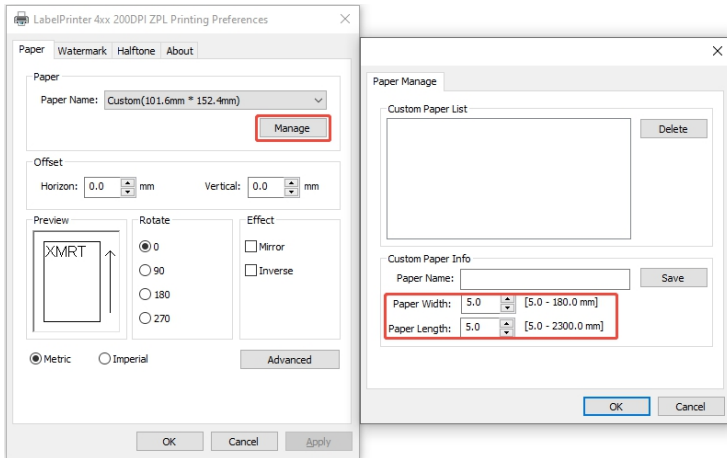 LabelPrinter 4xx 200DPI ZPL Printing Preferences
Paper Watermark Halftone About
Paper
Paper Name: Custom(101.6mm * 152.4mm)
Manage
Offset
Horizon: 0.0 mm Vertical: 0.0 mm
Preview Rotate Effect
XMRT
0
90
180
270
Mirror
Inverse
Metric Imperial Advanced
OK Cancel Apply
Paper Manage
Custom Paper List
Delete
Custom Paper Info
Paper Name: Save
Paper Width: 5.0 [5.0 - 180.0 mm]
Paper Length: 5.0 [5.0 - 2300.0 mm]
OK Cancel